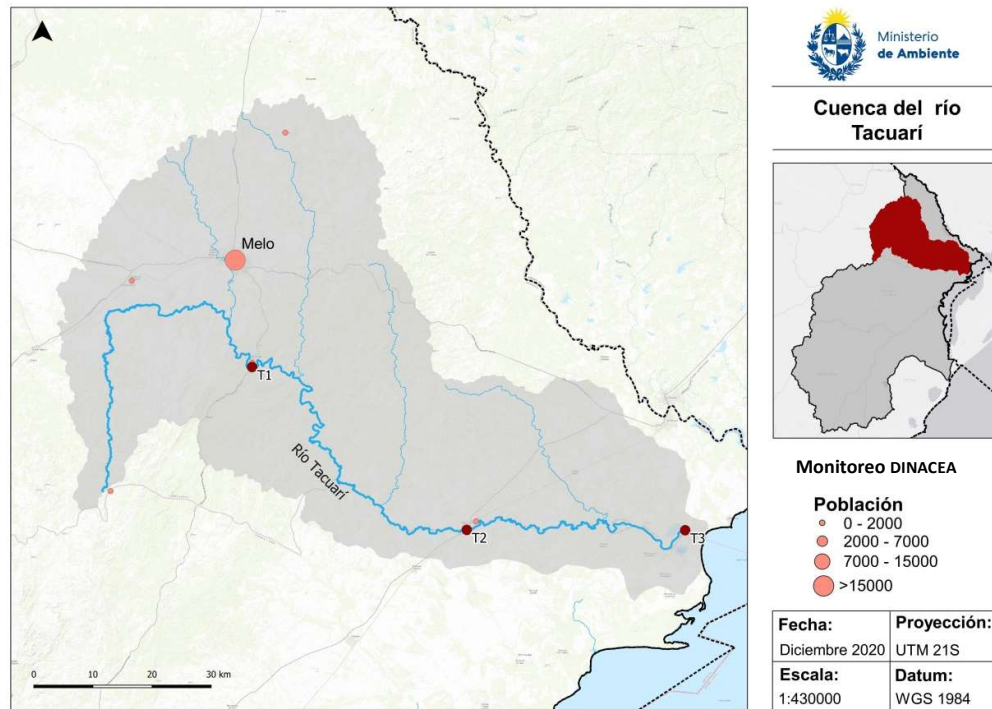 Melo
T1
Río Tacuarí
T2
T3
0 10 20 30 km
Ministerio
de Ambiente
Cuenca del río
Tacuarí
Monitoreo DINACEA
Población
0 - 2000
2000 - 7000
7000 - 15000
>15000
Fecha:
Diciembre 2020
Proyección:
UTM 21S
Escala:
1:430000
Datum:
WGS 1984